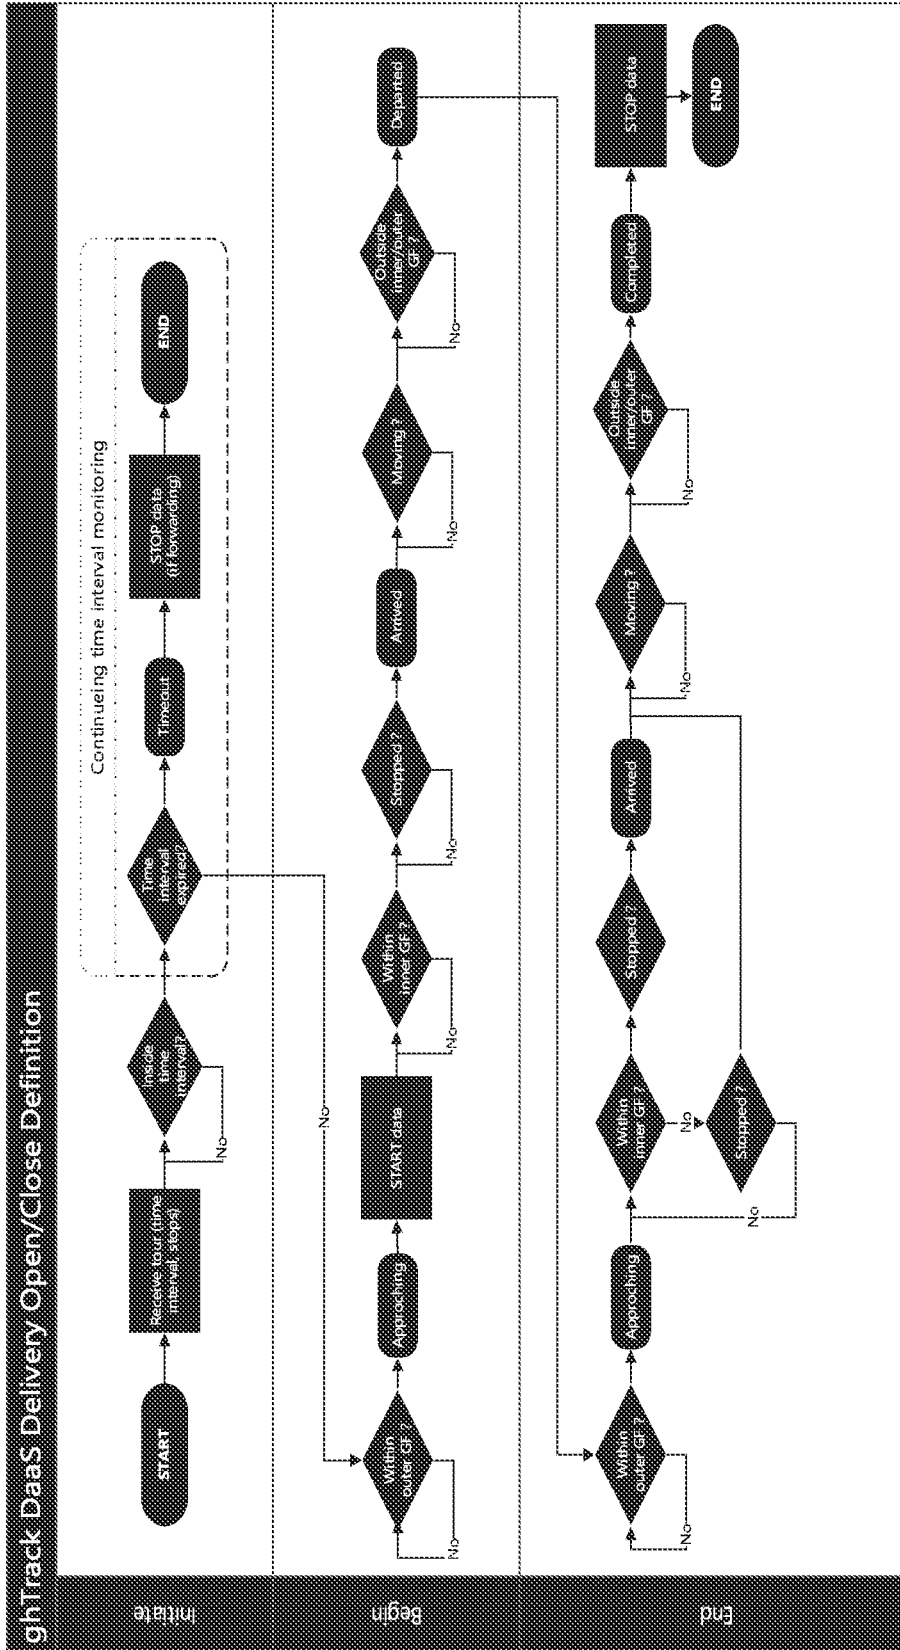 ghTrack DaaS Delivery Open/Close Definition
Initiate
START
Receive tour (time
interval, stops)
Inside
time
interval?
No
Continueing time interval monitoring
Time
interval
expired?
Timeout
STOP data
(if forwarding)
END
No
Begin
Within
outer GF ?
No
Approching
START data
Within
inner GF ?
No
Stopped ?
No
Arrived
Moving ?
No
Outside
inner/outer
GF ?
No
Departed
End
Within
outer GF ?
No
Approching
Within
inner GF ?
No
Stopped ?
No
Stopped ?
Arrived
Moving ?
No
Outside
inner/outer
GF ?
No
Completed
STOP data
END